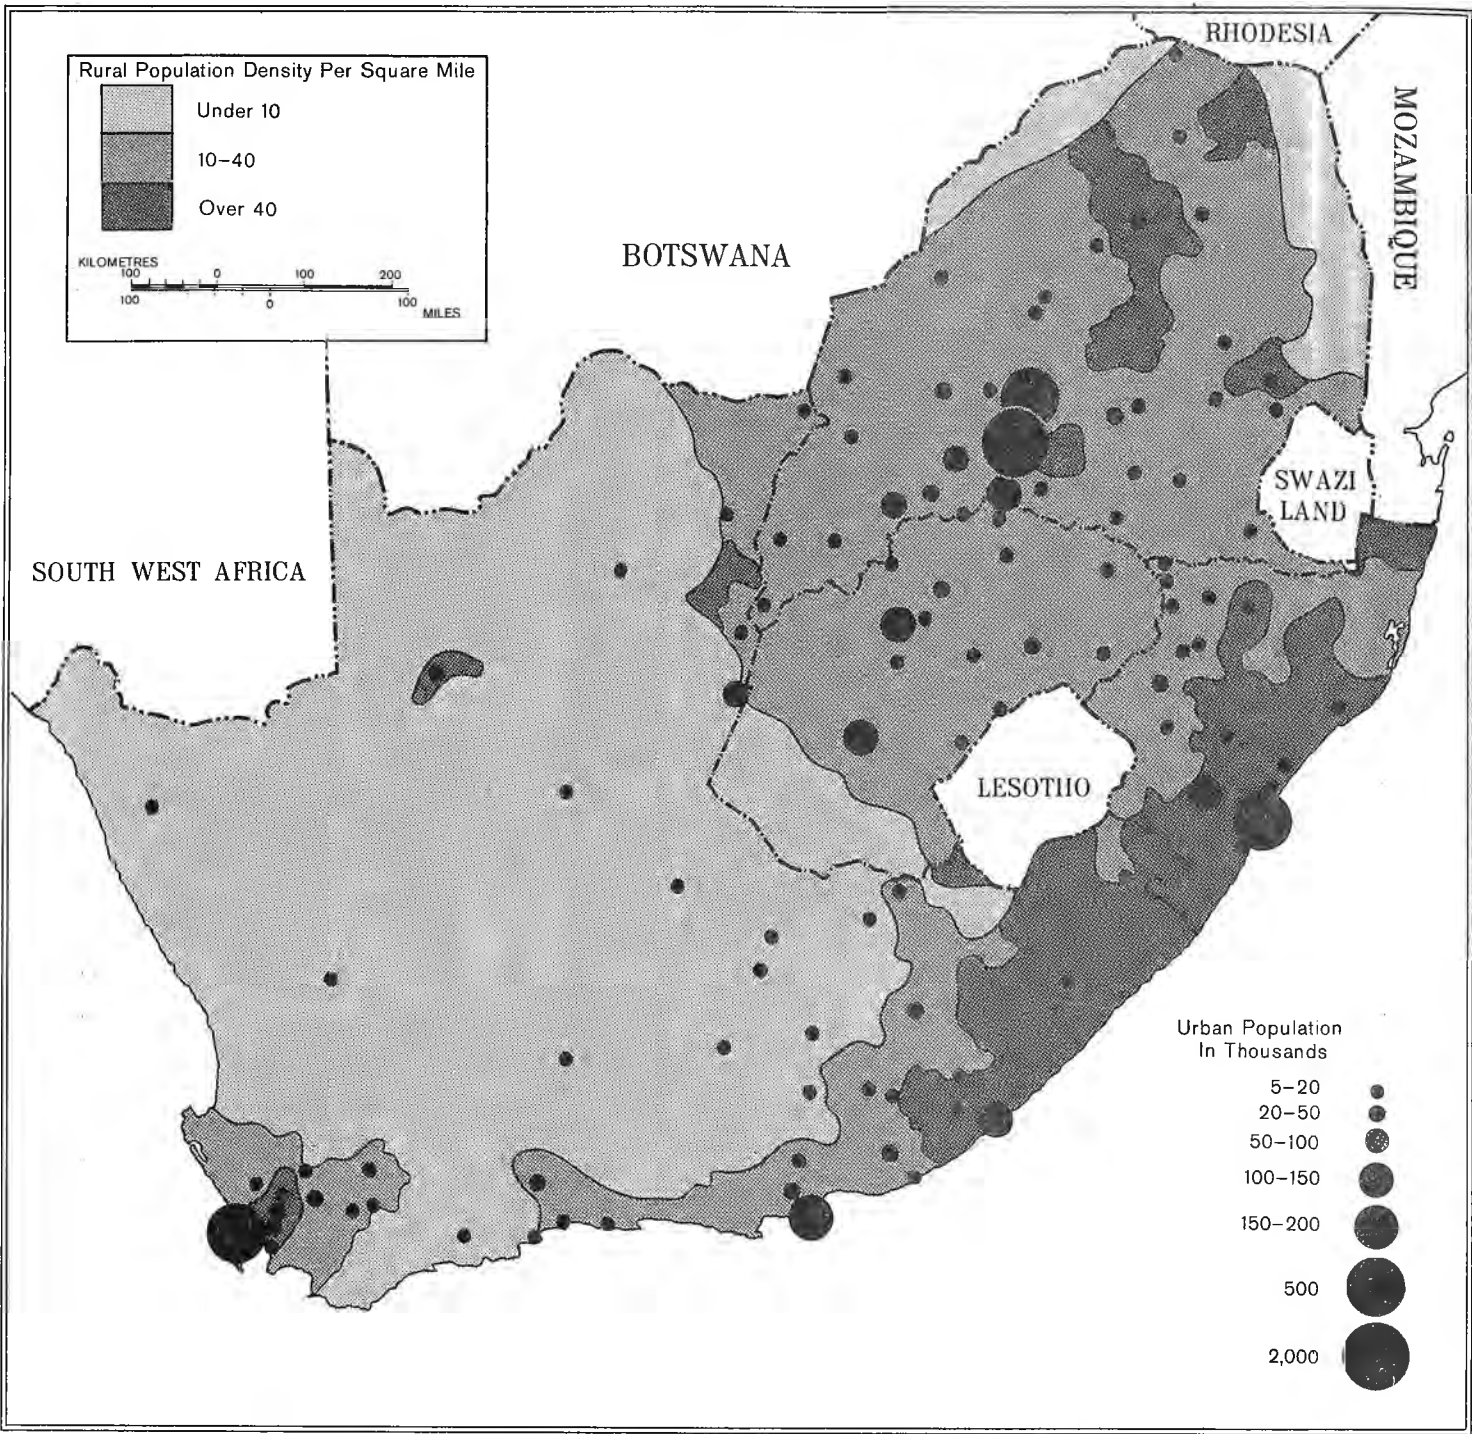 RHODESIA
Rural Population Density Per Square Mile
Under 10
10–40
Over 40
KILOMETRES
100 0 100 200
100 0 100
MILES
MOZAMBIQUE
BOTSWANA
SWAZI
LAND
SOUTH WEST AFRICA
LESOTHO
Urban Population
In Thousands
5–20
20–50
50–100
100–150
150–200
500
2,000